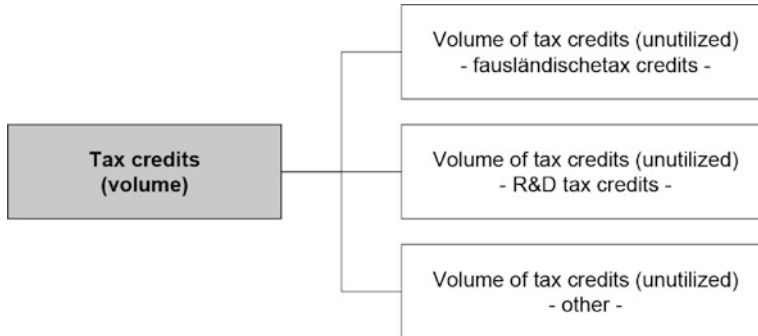 Volume of tax credits (unutilized)
- fausländischetax credits -
Tax credits
(volume)
Volume of tax credits (unutilized)
- R&D tax credits -
Volume of tax credits (unutilized)
- other -